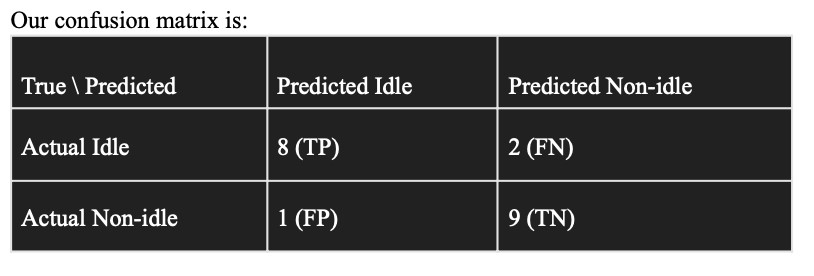 Our confusion matrix is:
True \ Predicted Predicted Idle Predicted Non-idle
Actual Idle 8 (TP) 2 (FN)
Actual Non-idle 1 (FP) 9 (TN)